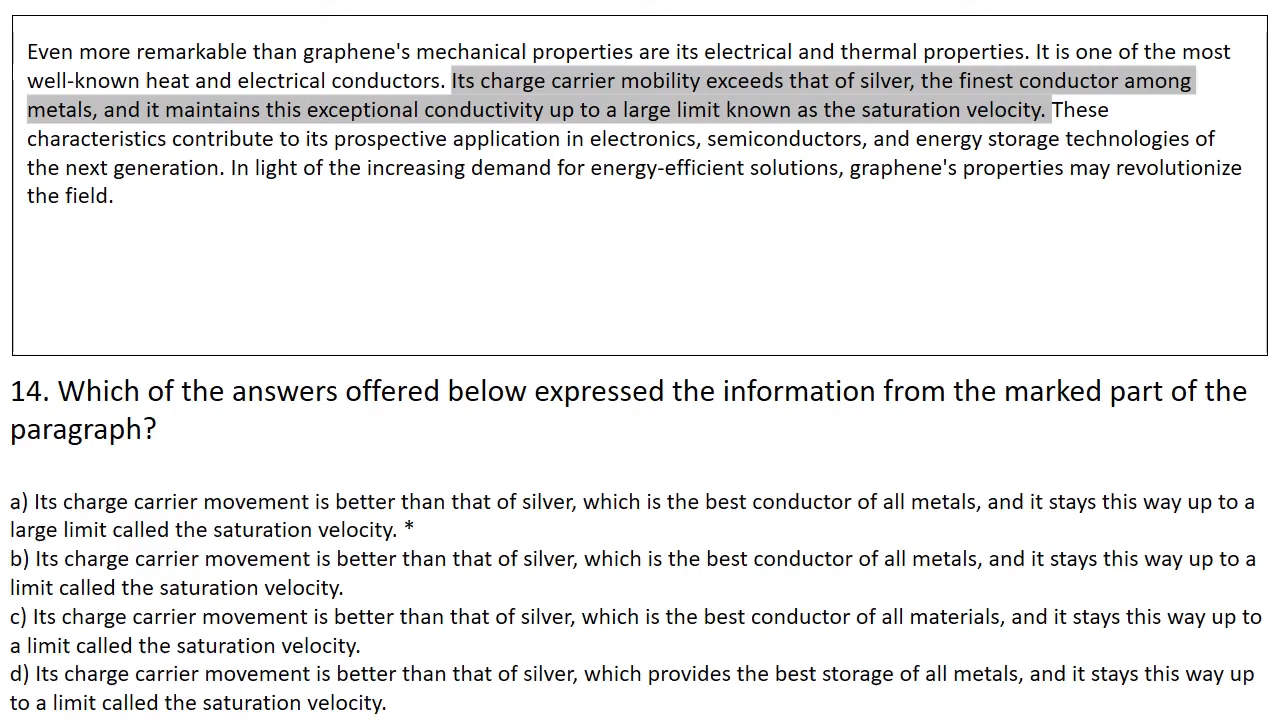 Even more remarkable than graphene's mechanical properties are its electrical and thermal properties. It is one of the most
well-known heat and electrical conductors. Its charge carrier mobility exceeds that of silver, the finest conductor among
metals, and it maintains this exceptional conductivity up to a large limit known as the saturation velocity. These
characteristics contribute to its prospective application in electronics, semiconductors, and energy storage technologies of
the next generation. In light of the increasing demand for energy-efficient solutions, graphene's properties may revolutionize
the field.
14. Which of the answers offered below expressed the information from the marked part of the
paragraph?
a) Its charge carrier movement is better than that of silver, which is the best conductor of all metals, and it stays this way up to a
large limit called the saturation velocity. *
b) Its charge carrier movement is better than that of silver, which is the best conductor of all metals, and it stays this way up to a
limit called the saturation velocity.
c) Its charge carrier movement is better than that of silver, which is the best conductor of all materials, and it stays this way up to
a limit called the saturation velocity.
d) Its charge carrier movement is better than that of silver, which provides the best storage of all metals, and it stays this way up
to a limit called the saturation velocity.